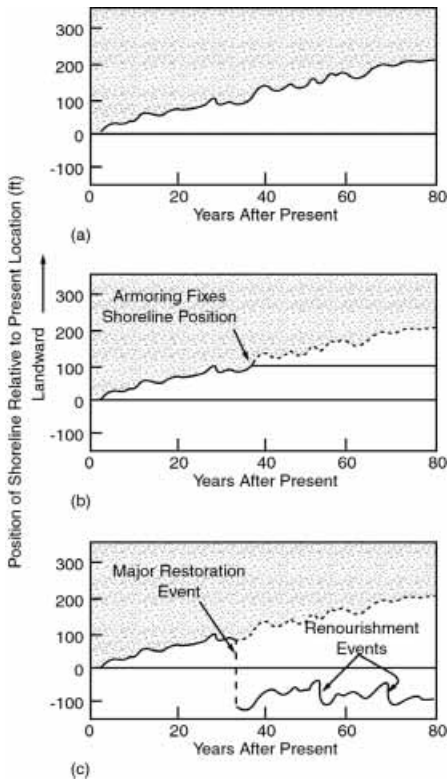 Position of Shoreline Relative to Present Location (ft)
Landward
300
200
100
0
-100
0
20
40
60
80
Years After Present
(a)
300
200
100
0
-100
Armoring Fixes
Shoreline Position
0
20
40
60
80
Years After Present
(b)
300
200
100
0
-100
Major Restoration
Event
Renourishment
Events
0
20
40
60
80
Years After Present
(c)